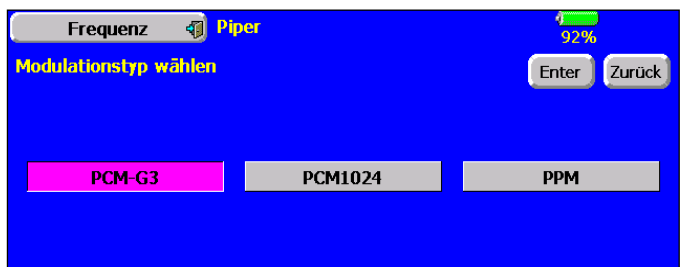 Frequenz Piper 92%
Modulationstyp wählen Enter Zurück
PCM-G3 PCM1024 PPM